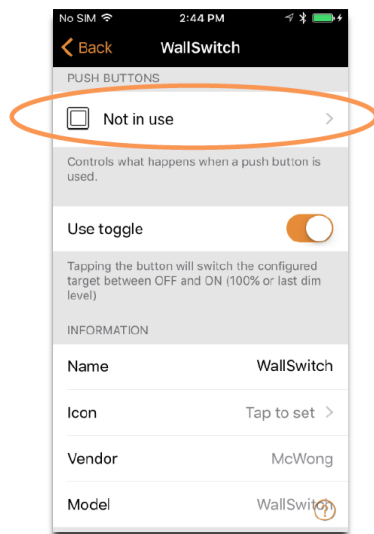 No SIM 2:44 PM
Back WallSwitch
PUSH BUTTONS
Not in use
Controls what happens when a push button is
used.
Use toggle
Tapping the button will switch the configured
target between OFF and ON (100% or last dim
level)
INFORMATION
Name WallSwitch
Icon Tap to set
Vendor McWong
Model WallSwitch
?